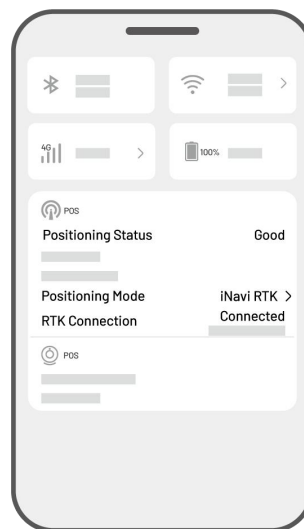 4G
100%
POS
Positioning Status Good
Positioning Mode iNavi RTK >
RTK Connection Connected
POS